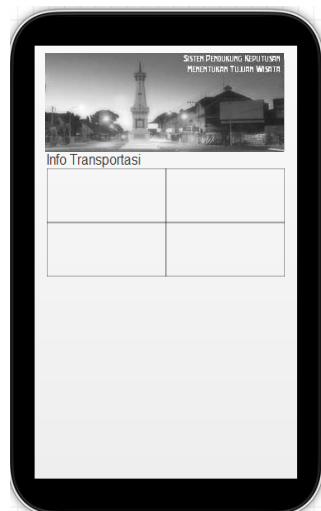 SISTEM PENDUKUNG KEPUTUSAN
MENENTUKAN TUJUAN WISATA
Info Transportasi